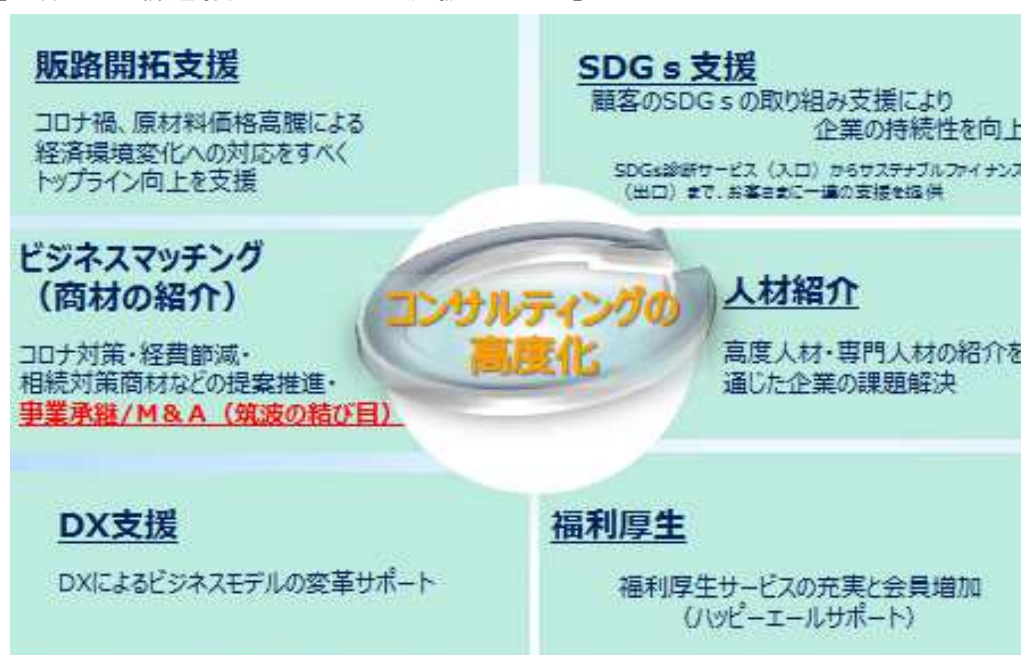 販路開拓支援
コロナ禍、原材料価格高騰による
経済環境変化への対応をすべく
トップライン向上を支援
SDGｓ支援
顧客のSDGｓの取り組み支援により
企業の持続性を向上
SDGs診断サービス（入口）からサステナブルファイナンス
（出口）まで、お客さまに一連の支援を提供
ビジネスマッチング
（商材の紹介）
コロナ対策・経費節減・
相続対策商材などの提案推進・
事業承継/M&A（筑波の結び目）
コンサルティングの
高度化
人材紹介
高度人材・専門人材の紹介を
通じた企業の課題解決
DX支援
DXによるビジネスモデルの変革サポート
福利厚生
福利厚生サービスの充実と会員増加
（ハッピーエールサポート）